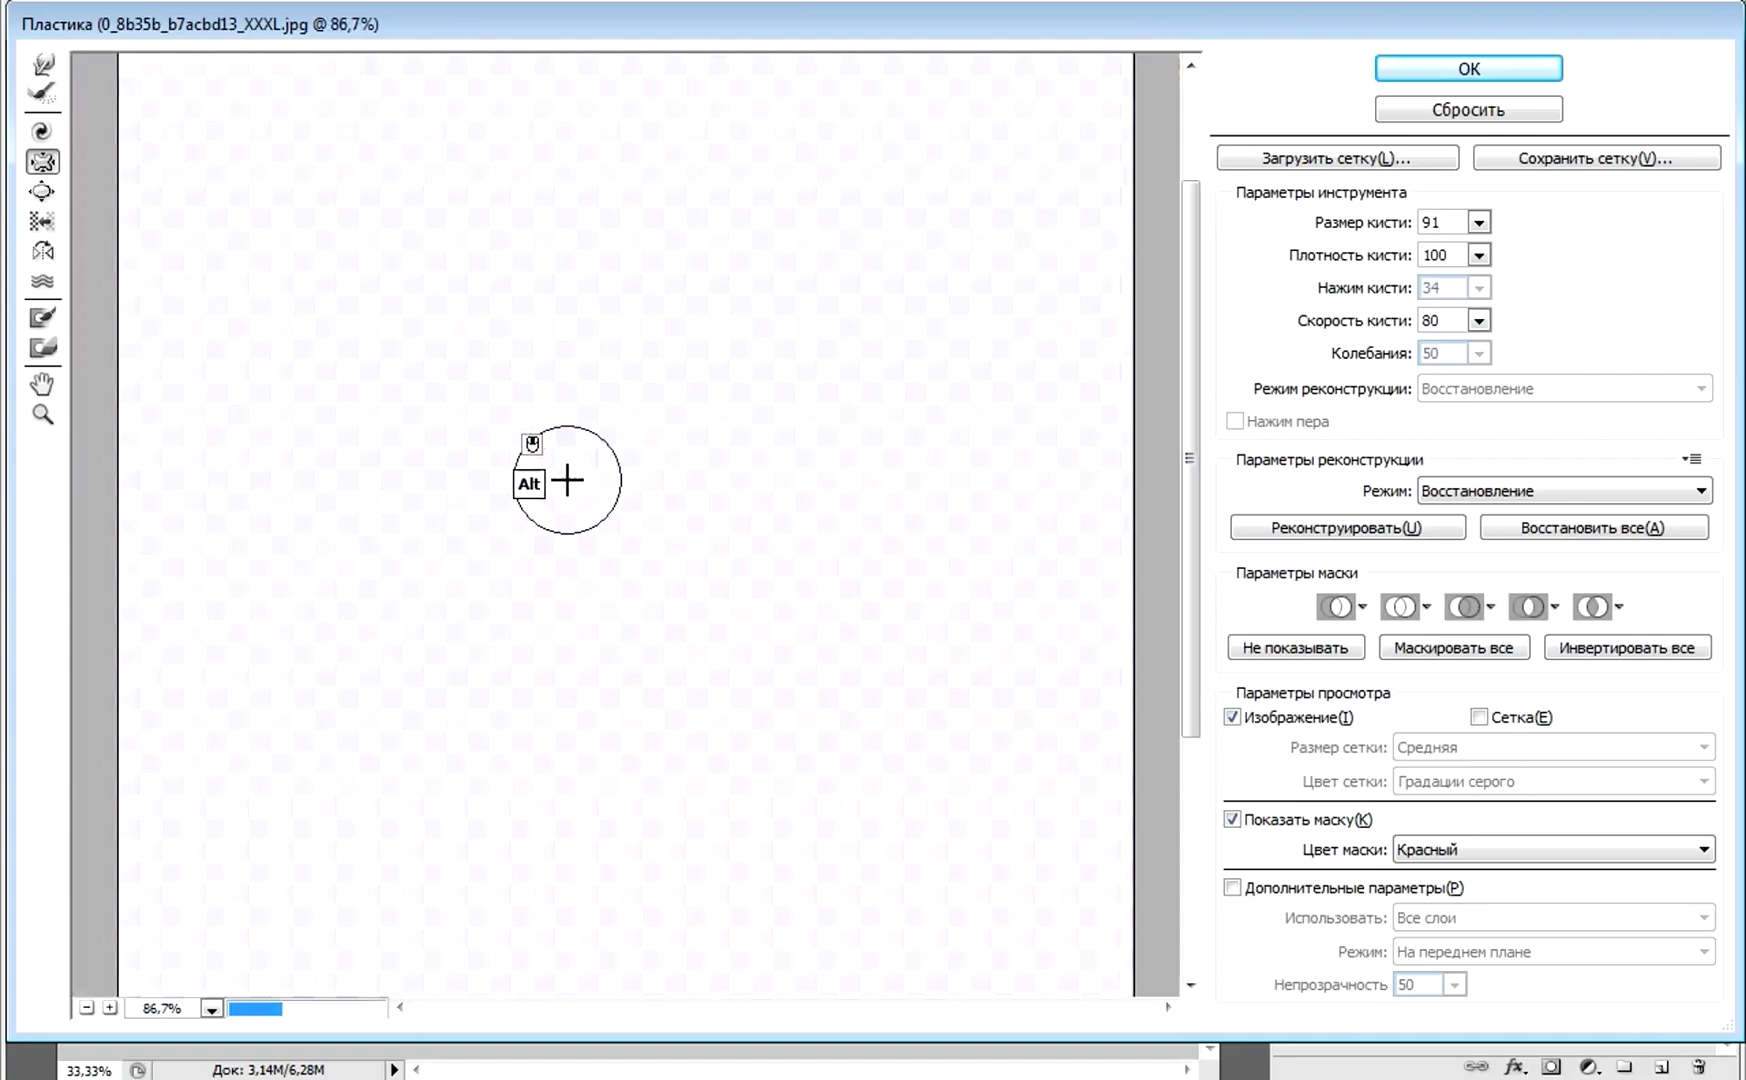 Пластика (0_8b35b_b7acbd13_XXXL.jpg @ 86,7%)
ОК
Сбросить
Загрузить сетку(L)... Сохранить сетку(V)...
Параметры инструмента
Размер кисти: 91
Плотность кисти: 100
Нажим кисти: 34
Скорость кисти: 80
Колебания: 50
Режим реконструкции: Восстановление
Нажим пера
Параметры реконструкции
Режим: Восстановление
Реконструировать(U) Восстановить все(A)
Alt
Параметры маски
Не показывать Маскировать все Инвертировать все
Параметры просмотра
Изображение(I) Сетка(E)
Размер сетки: Средняя
Цвет сетки: Градации серого
Показать маску(K)
Цвет маски: Красный
Дополнительные параметры(P)
Использовать: Все слои
Режим: На переднем плане
Непрозрачность 50
86,7%
33,33% Док: 3,14M/6,28M
fx